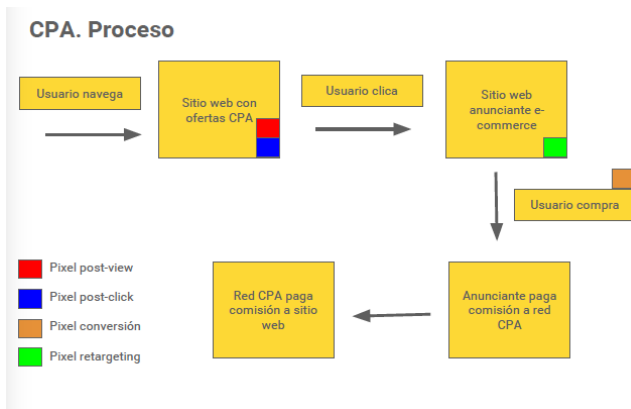 CPA. Proceso
Usuario navega
Sitio web con
ofertas CPA
Usuario clica
Sitio web
anunciante e-
commerce
Usuario compra
Pixel post-view
Pixel post-click
Pixel conversión
Pixel retargeting
Red CPA paga
comisión a sitio
web
Anunciante paga
comisión a red
CPA